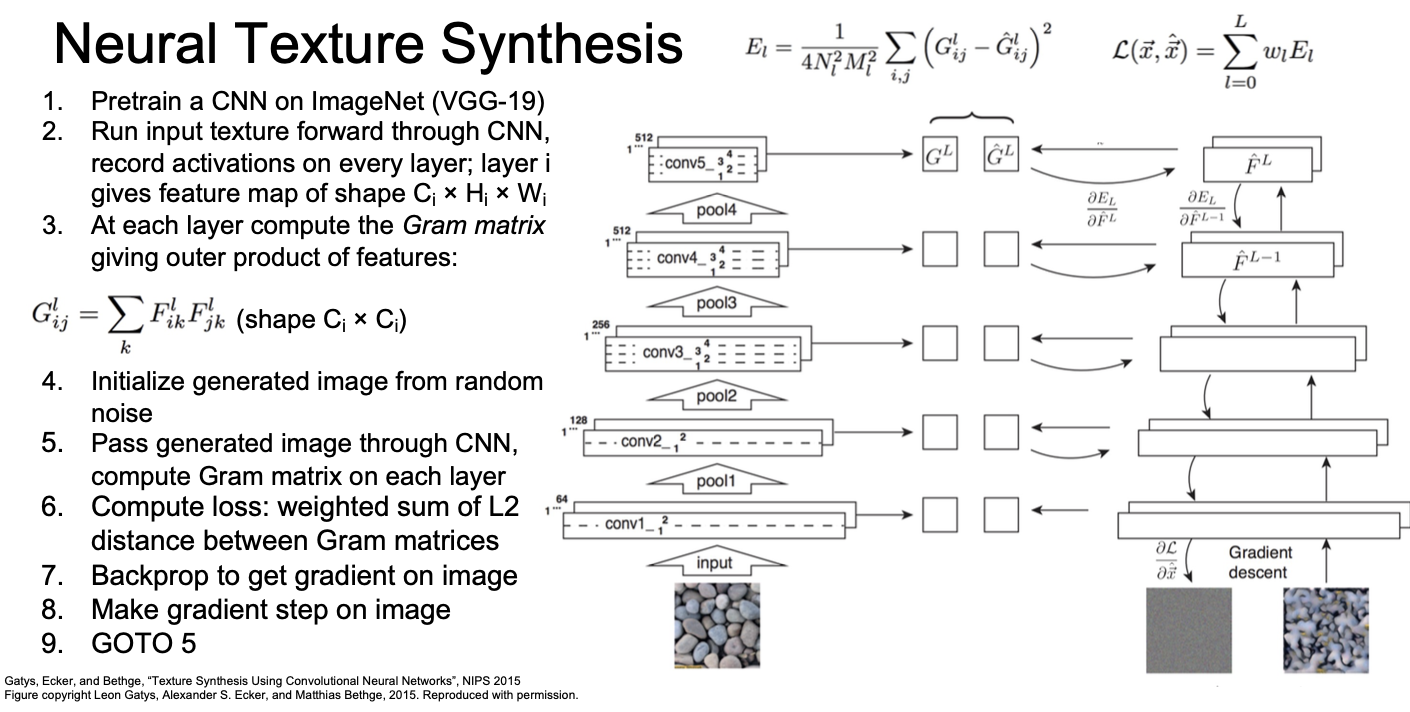 Neural Texture Synthesis
E_l = \frac{1}{4N_l^2 M_l^2} \sum_{i,j} \left( G_{ij}^l - \hat{G}_{ij}^l \right)^2
\mathcal{L}(\vec{x}, \hat{\vec{x}}) = \sum_{l=0}^{L} w_l E_l
1. Pretrain a CNN on ImageNet (VGG-19)
2. Run input texture forward through CNN,
record activations on every layer; layer i
gives feature map of shape C_i × H_i × W_i
3. At each layer compute the Gram matrix
giving outer product of features:
G_{ij}^l = \sum_k F_{ik}^l F_{jk}^l (shape C_i × C_i)
4. Initialize generated image from random
noise
5. Pass generated image through CNN,
compute Gram matrix on each layer
6. Compute loss: weighted sum of L2
distance between Gram matrices
7. Backprop to get gradient on image
8. Make gradient step on image
9. GOTO 5
512
1...
conv5_ 1 2 3 4
G^L
\hat{G}^L
\hat{F}^L
pool4
\frac{\partial E_L}{\partial \hat{F}^L}
\frac{\partial E_L}{\partial \hat{F}^{L-1}}
512
1...
conv4_ 1 2 3 4
\hat{F}^{L-1}
pool3
256
1...
conv3_ 1 2 3 4
pool2
128
1...
conv2_ 1 2
pool1
64
1...
conv1_ 1 2
input
\frac{\partial \mathcal{L}}{\partial \hat{\vec{x}}}
Gradient
descent
Gatys, Ecker, and Bethge, “Texture Synthesis Using Convolutional Neural Networks”, NIPS 2015
Figure copyright Leon Gatys, Alexander S. Ecker, and Matthias Bethge, 2015. Reproduced with permission.